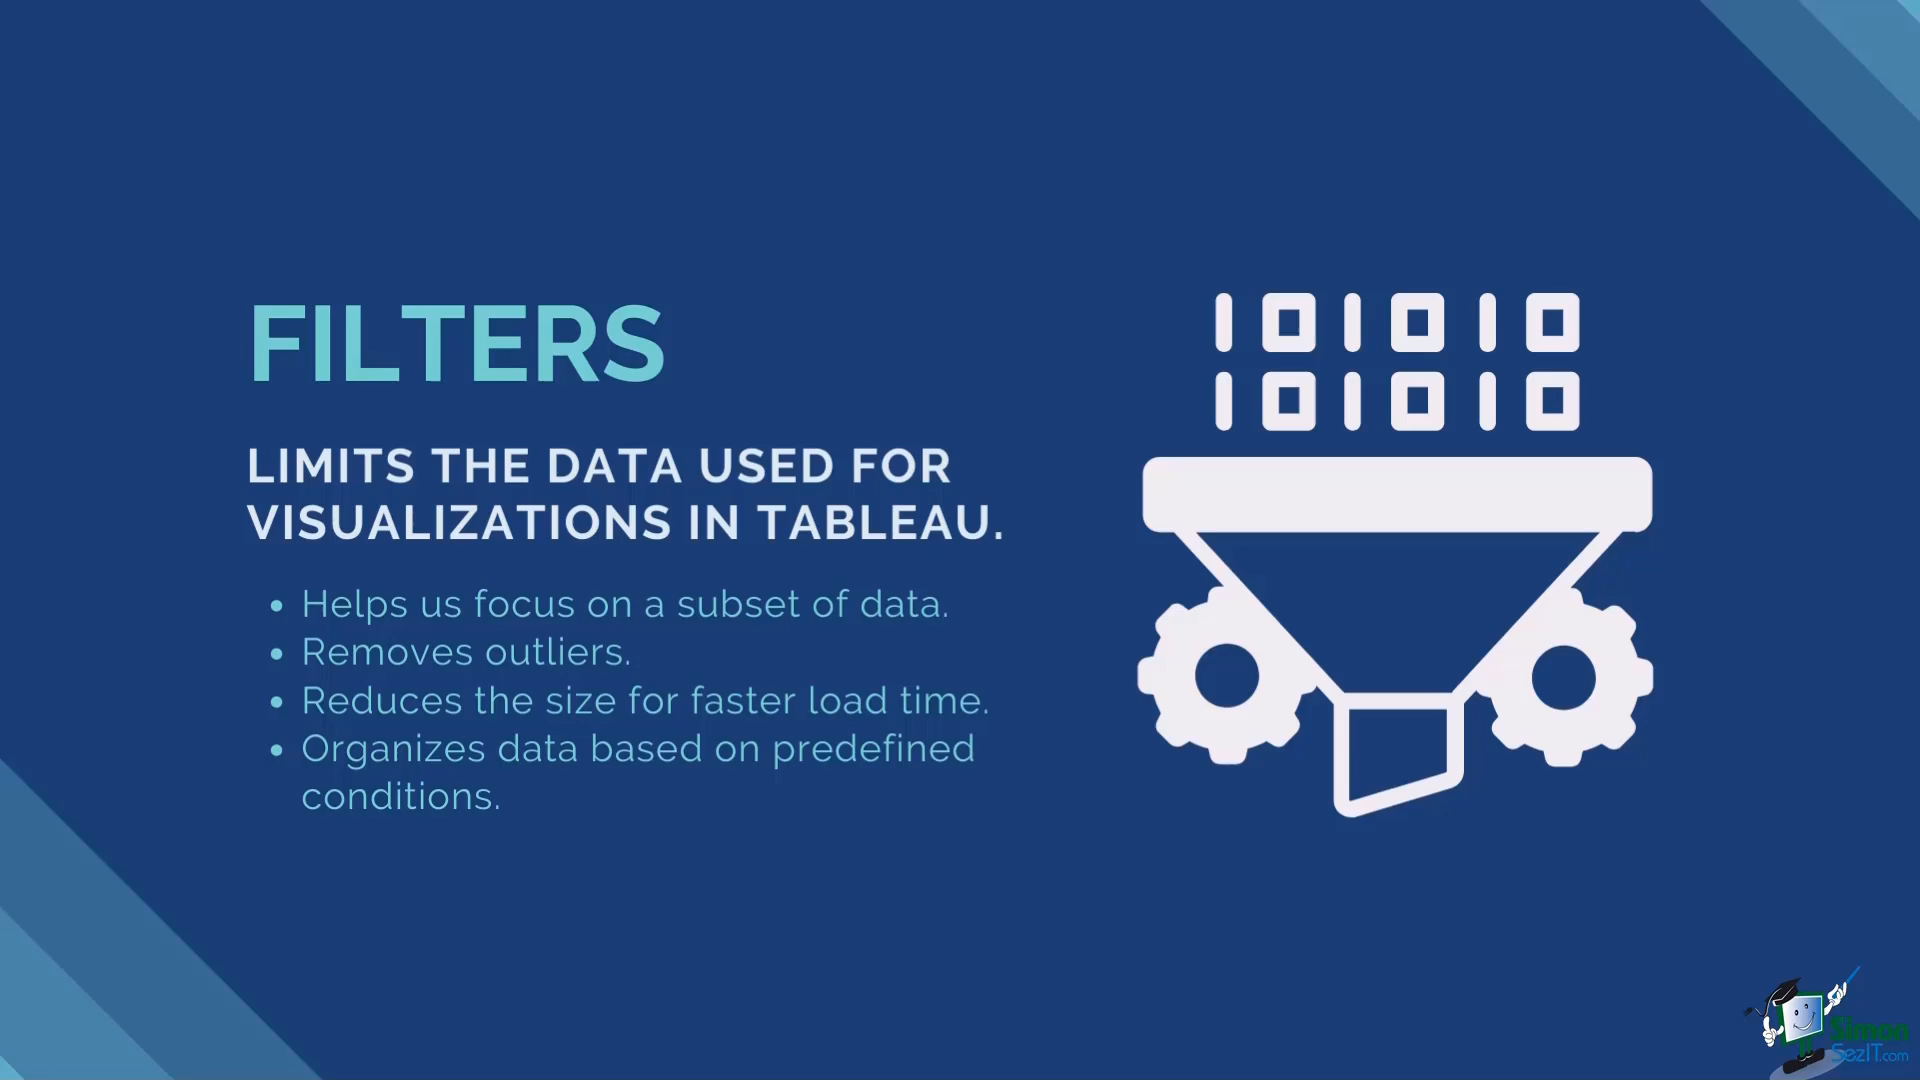 FILTERS
LIMITS THE DATA USED FOR
VISUALIZATIONS IN TABLEAU.
• Helps us focus on a subset of data.
• Removes outliers.
• Reduces the size for faster load time.
• Organizes data based on predefined
conditions.
101010
101010
Simon
SezIT.com